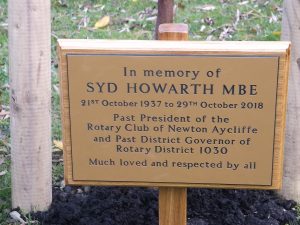 In memory of
SYD HOWARTH MBE
21ST October 1937 to 29TH October 2018
Past President of the
Rotary Club of Newton Aycliffe
and Past District Governor of
Rotary District 1030
Much loved and respected by all